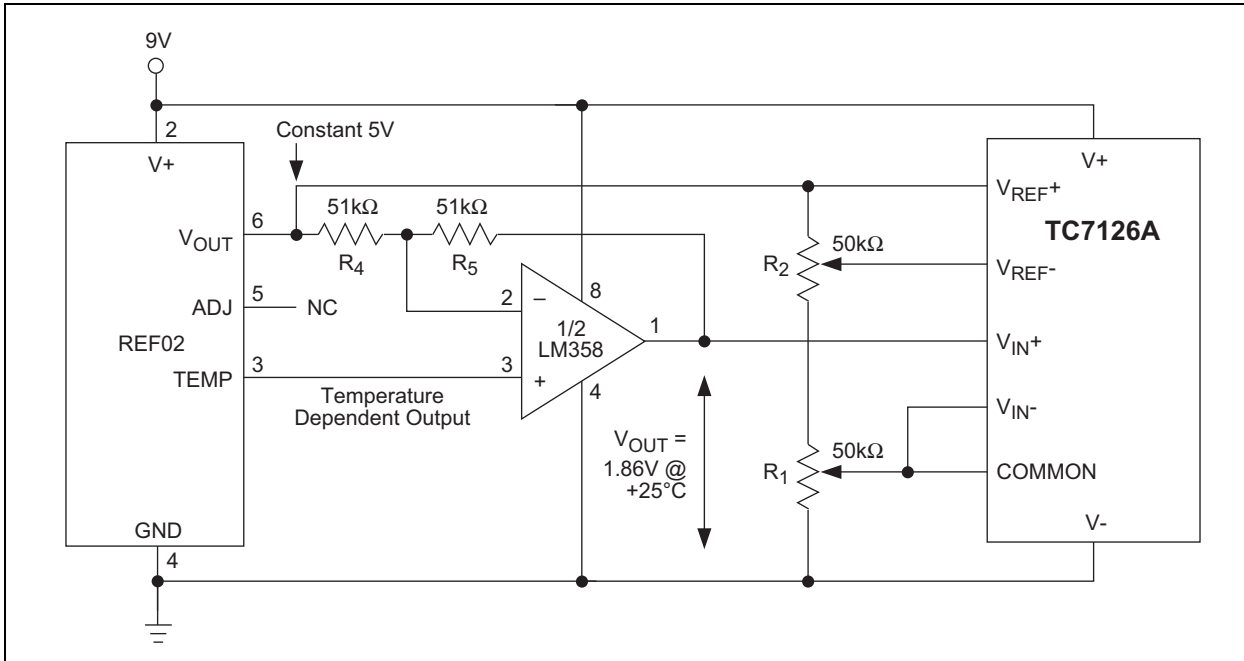 9V
2
V+
Constant 5V
6
VOUT
51kΩ
R4
51kΩ
R5
5
ADJ
NC
REF02
3
TEMP
Temperature
Dependent Output
2
−
8
1/2
LM358
1
3
+
4
VOUT =
1.86V @
+25°C
GND
4
50kΩ
R2
50kΩ
R1
V+
VREF+
TC7126A
VREF-
VIN+
VIN-
COMMON
V-